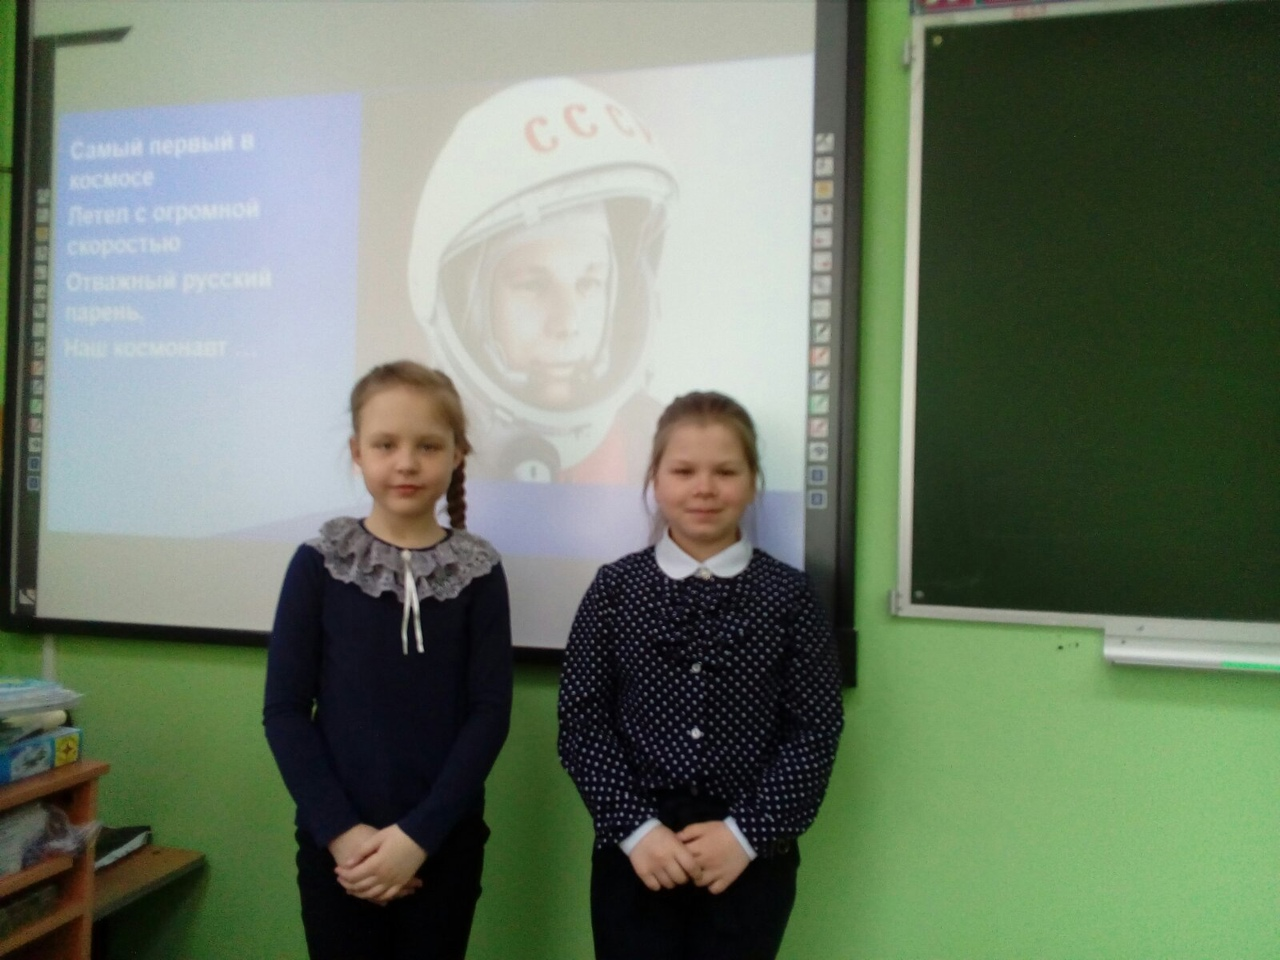 Самый первый в
космосе
Летел с огромной
скоростью
Отважный русский
парень.
Наш космонавт ...
СССР